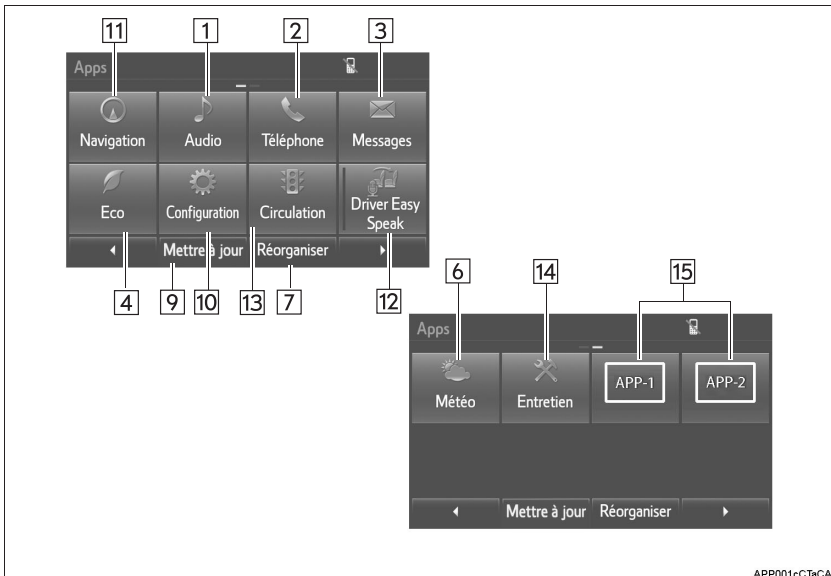 11 1 2 3
Apps
Navigation Audio Téléphone Messages
Eco Configuration Circulation Driver Easy
Speak
Mettre à jour Réorganiser
4 9 10 13 7 12
6 14 15
Apps
APP-1 APP-2
Météo Entretien
Mettre à jour Réorganiser
APP001cCTaCA